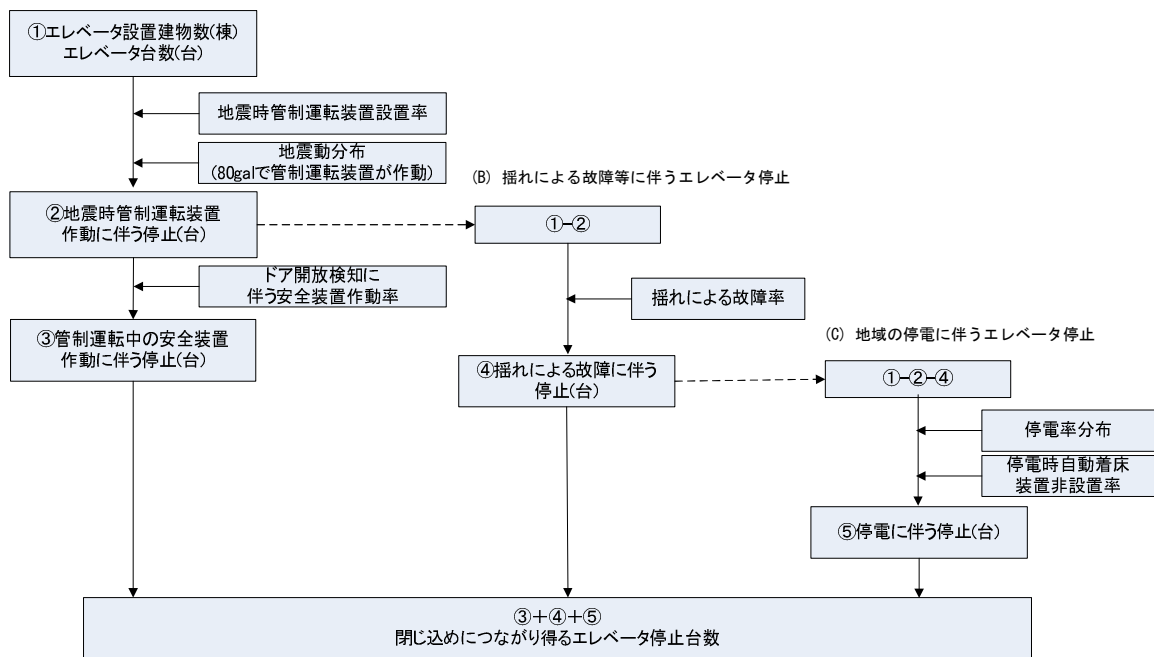 ①エレベータ設置建物数(棟)
エレベータ台数(台)
地震時管制運転装置設置率
地震動分布
(80galで管制運転装置が作動)
(B) 揺れによる故障等に伴うエレベータ停止
②地震時管制運転装置
作動に伴う停止(台)
①-②
ドア開放検知に
伴う安全装置作動率
揺れによる故障率
③管制運転中の安全装置
作動に伴う停止(台)
(C) 地域の停電に伴うエレベータ停止
④揺れによる故障に伴う
停止(台)
①-②-④
停電率分布
停電時自動着床
装置非設置率
⑤停電に伴う停止(台)
③+④+⑤
閉じ込めにつながり得るエレベータ停止台数